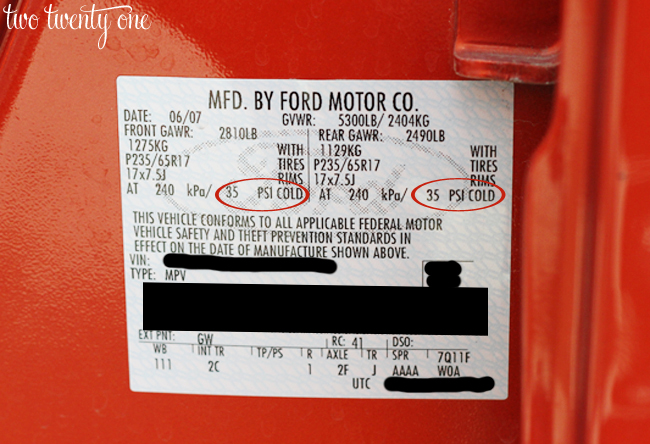 two twenty one
MFD. BY FORD MOTOR CO.
DATE: 06/07 GVWR: 5300LB/ 2404KG
FRONT GAWR: 2810LB REAR GAWR: 2490LB
1275KG WITH 1129KG WITH
P235/65R17 TIRES P235/65R17 TIRES
17x7.5J RIMS 17x7.5J RIMS
AT 240 kPa/ 35 PSI COLD AT 240 kPa/ 35 PSI COLD
THIS VEHICLE CONFORMS TO ALL APPLICABLE FEDERAL MOTOR
VEHICLE SAFETY AND THEFT PREVENTION STANDARDS IN
EFFECT ON THE DATE OF MANUFACTURE SHOWN ABOVE.
VIN:
TYPE: MPV
EXT PNT: GW RC: 41 DSO:
WB INT TR TP/PS R AXLE TR SPR 7Q11F
111 2C 1 2F J AAAA WOA
UTC